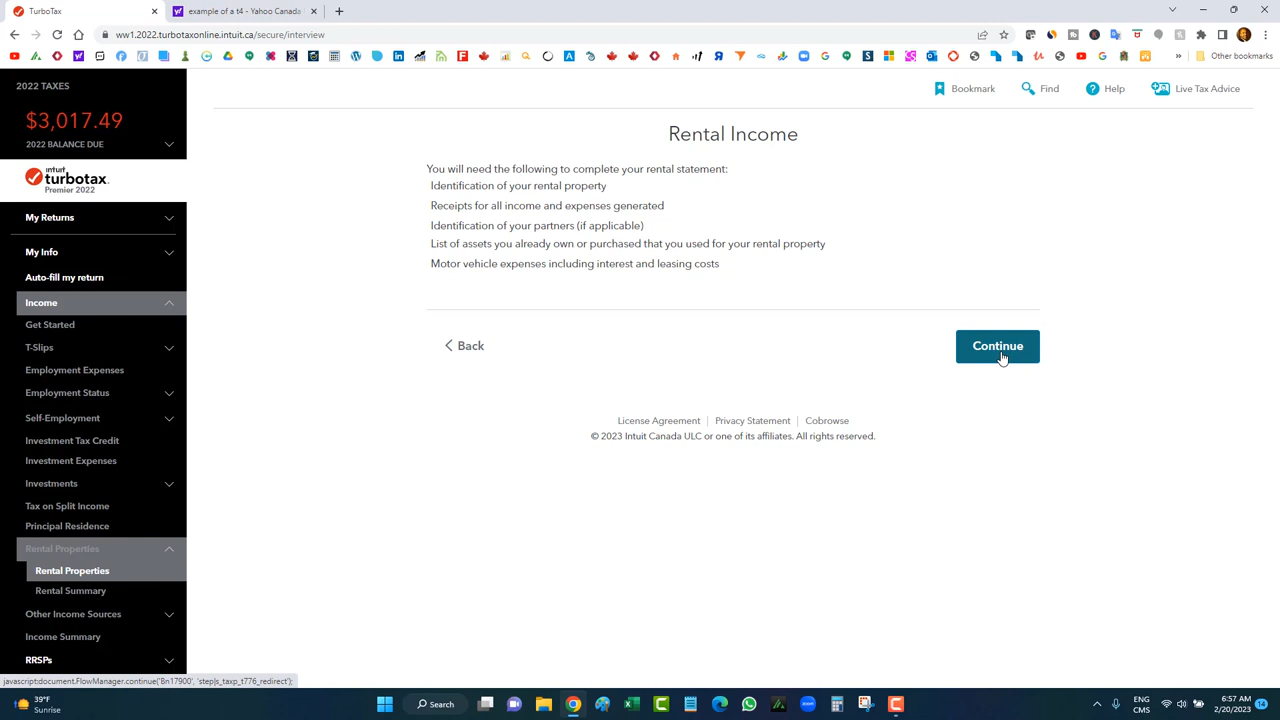 TurboTax
example of a t4 - Yahoo Canada
ww1.2022.turbotaxonline.intuit.ca/secure/interview
Other bookmarks
2022 TAXES
$3,017.49
2022 BALANCE DUE
intuit
turbotax.
Premier 2022
My Returns
My Info
Auto-fill my return
Income
Get Started
T-Slips
Employment Expenses
Employment Status
Self-Employment
Investment Tax Credit
Investment Expenses
Investments
Tax on Split Income
Principal Residence
Rental Properties
Rental Properties
Rental Summary
Other Income Sources
Income Summary
RRSPs
Bookmark Find Help Live Tax Advice
Rental Income
You will need the following to complete your rental statement:
Identification of your rental property
Receipts for all income and expenses generated
Identification of your partners (if applicable)
List of assets you already own or purchased that you used for your rental property
Motor vehicle expenses including interest and leasing costs
Back
Continue
License Agreement | Privacy Statement | Cobrowse
© 2023 Intuit Canada ULC or one of its affiliates. All rights reserved.
javascript:document.FlowManager.continue('Bn17900', 'step|s_taxp_t776_redirect');
39°F
Sunrise
Search
ENG
CMS
6:57 AM
2/20/2023